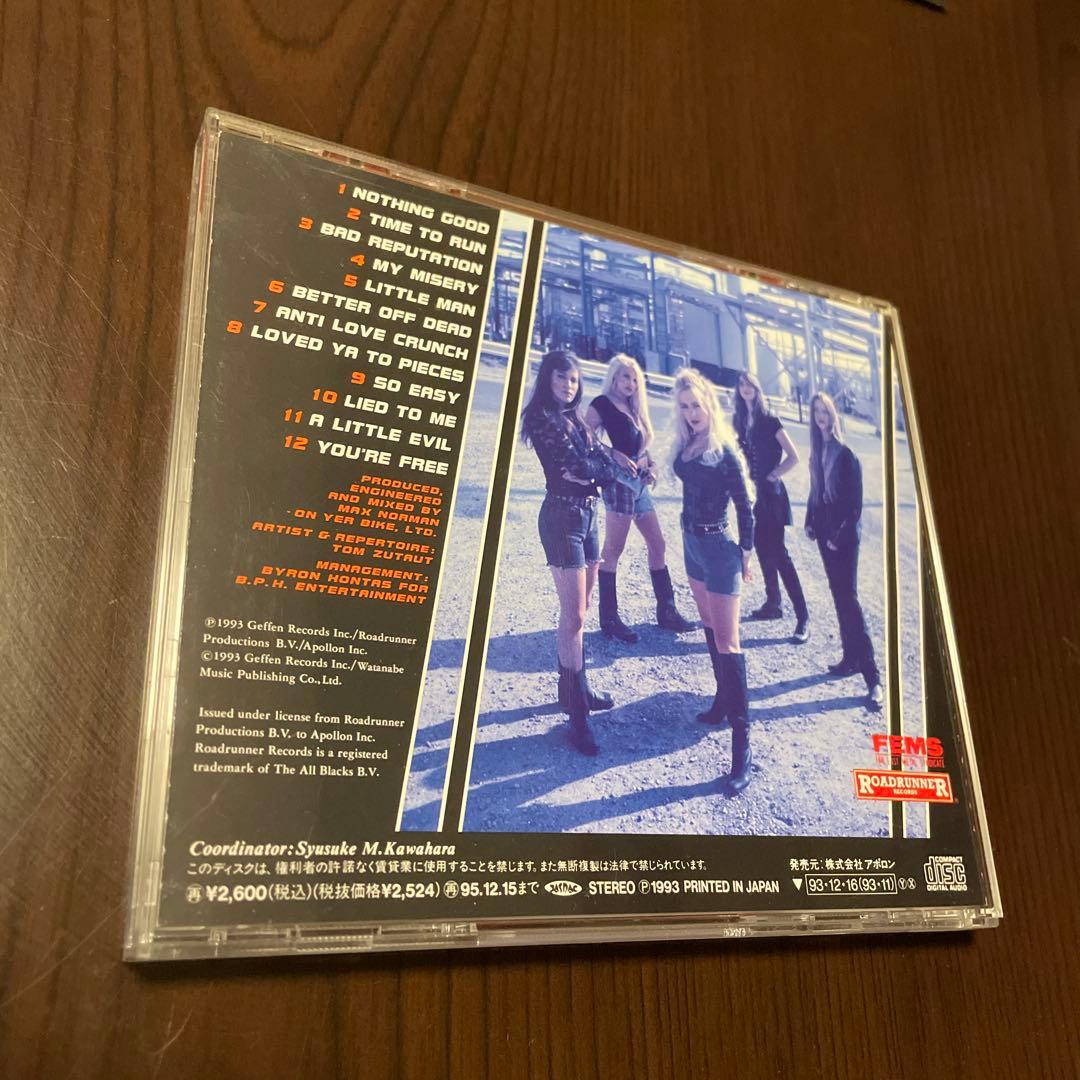 1 NOTHING GOOD
2 TIME TO RUN
3 BAD REPUTATION
4 MY MISERY
5 LITTLE MAN
6 BETTER OFF DEAD
7 ANTI LOVE CRUNCH
8 LOVED YA TO PIECES
9 SO EASY
10 LIED TO ME
11 A LITTLE EVIL
12 YOU'RE FREE
PRODUCED,
ENGINEERED
AND MIXED BY
MAX NORMAN
- ON YER BIKE, LTD.
ARTIST & REPERTOIRE:
TOM ZUTAUT
MANAGEMENT:
BYRON HONTAS FOR
B.P.H. ENTERTAINMENT
Ⓟ1993 Geffen Records Inc./Roadrunner
Productions B.V./Apollon Inc.
©1993 Geffen Records Inc./Watanabe
Music Publishing Co., Ltd.
Issued under license from Roadrunner
Productions B.V. to Apollon Inc.
Roadrunner Records is a registered
trademark of The All Blacks B.V.
FEMS
ROADRUNNER
RECORDS
Coordinator: Syusuke M. Kawahara
このディスクは、権利者の許諾なく賃貸業に使用することを禁じます。また無断複製は法律で禁じられています。
発売元: 株式会社アポロン
再 ¥2,600(税込)(税抜価格¥2,524) 再 95.12.15まで STEREO Ⓟ1993 PRINTED IN JAPAN
▼ 93・12・16(93・11) Ⓨ Ⓧ
COMPACT
disc
DIGITAL AUDIO